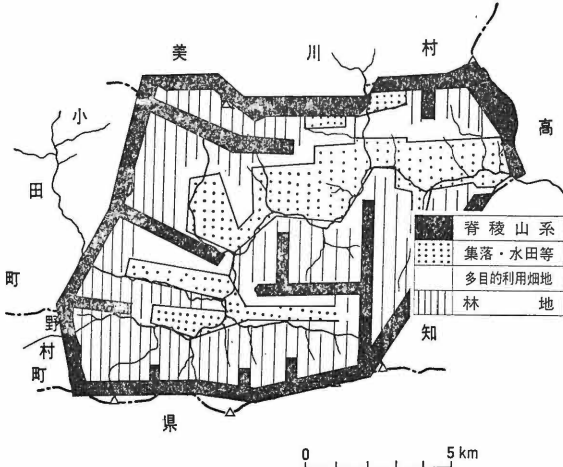 美川村
小田町
高知県
野村町
脊稜山系
集落・水田等
多目的利用畑地
林地
0 5 km